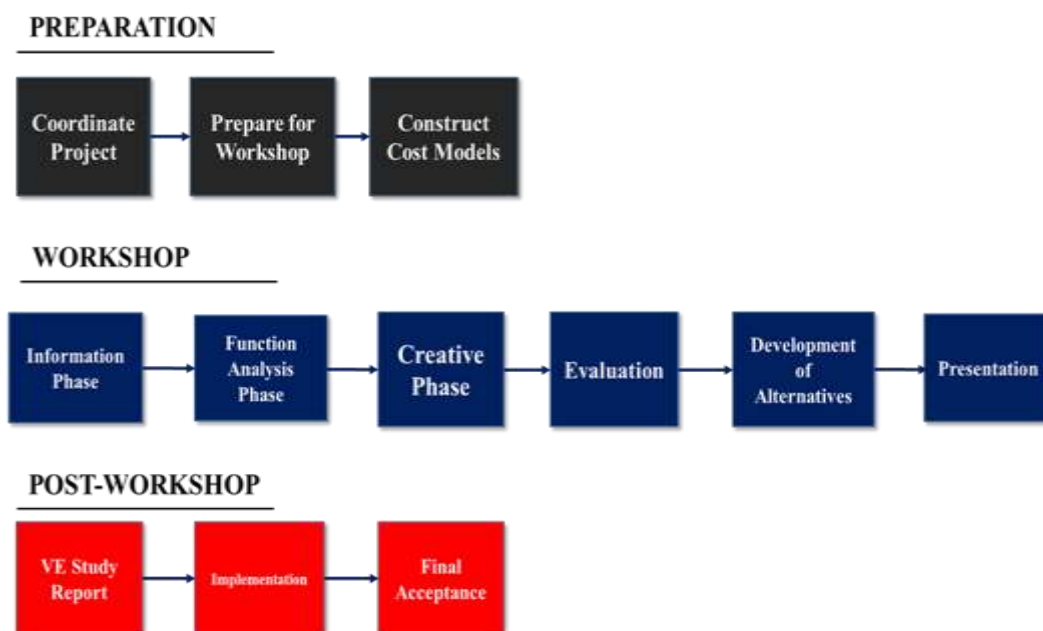 PREPARATION
Coordinate
Project
Prepare for
Workshop
Construct
Cost Models
WORKSHOP
Information
Phase
Function
Analysis
Phase
Creative
Phase
Evaluation
Development
of
Alternatives
Presentation
POST-WORKSHOP
VE Study
Report
Implementation
Final
Acceptance